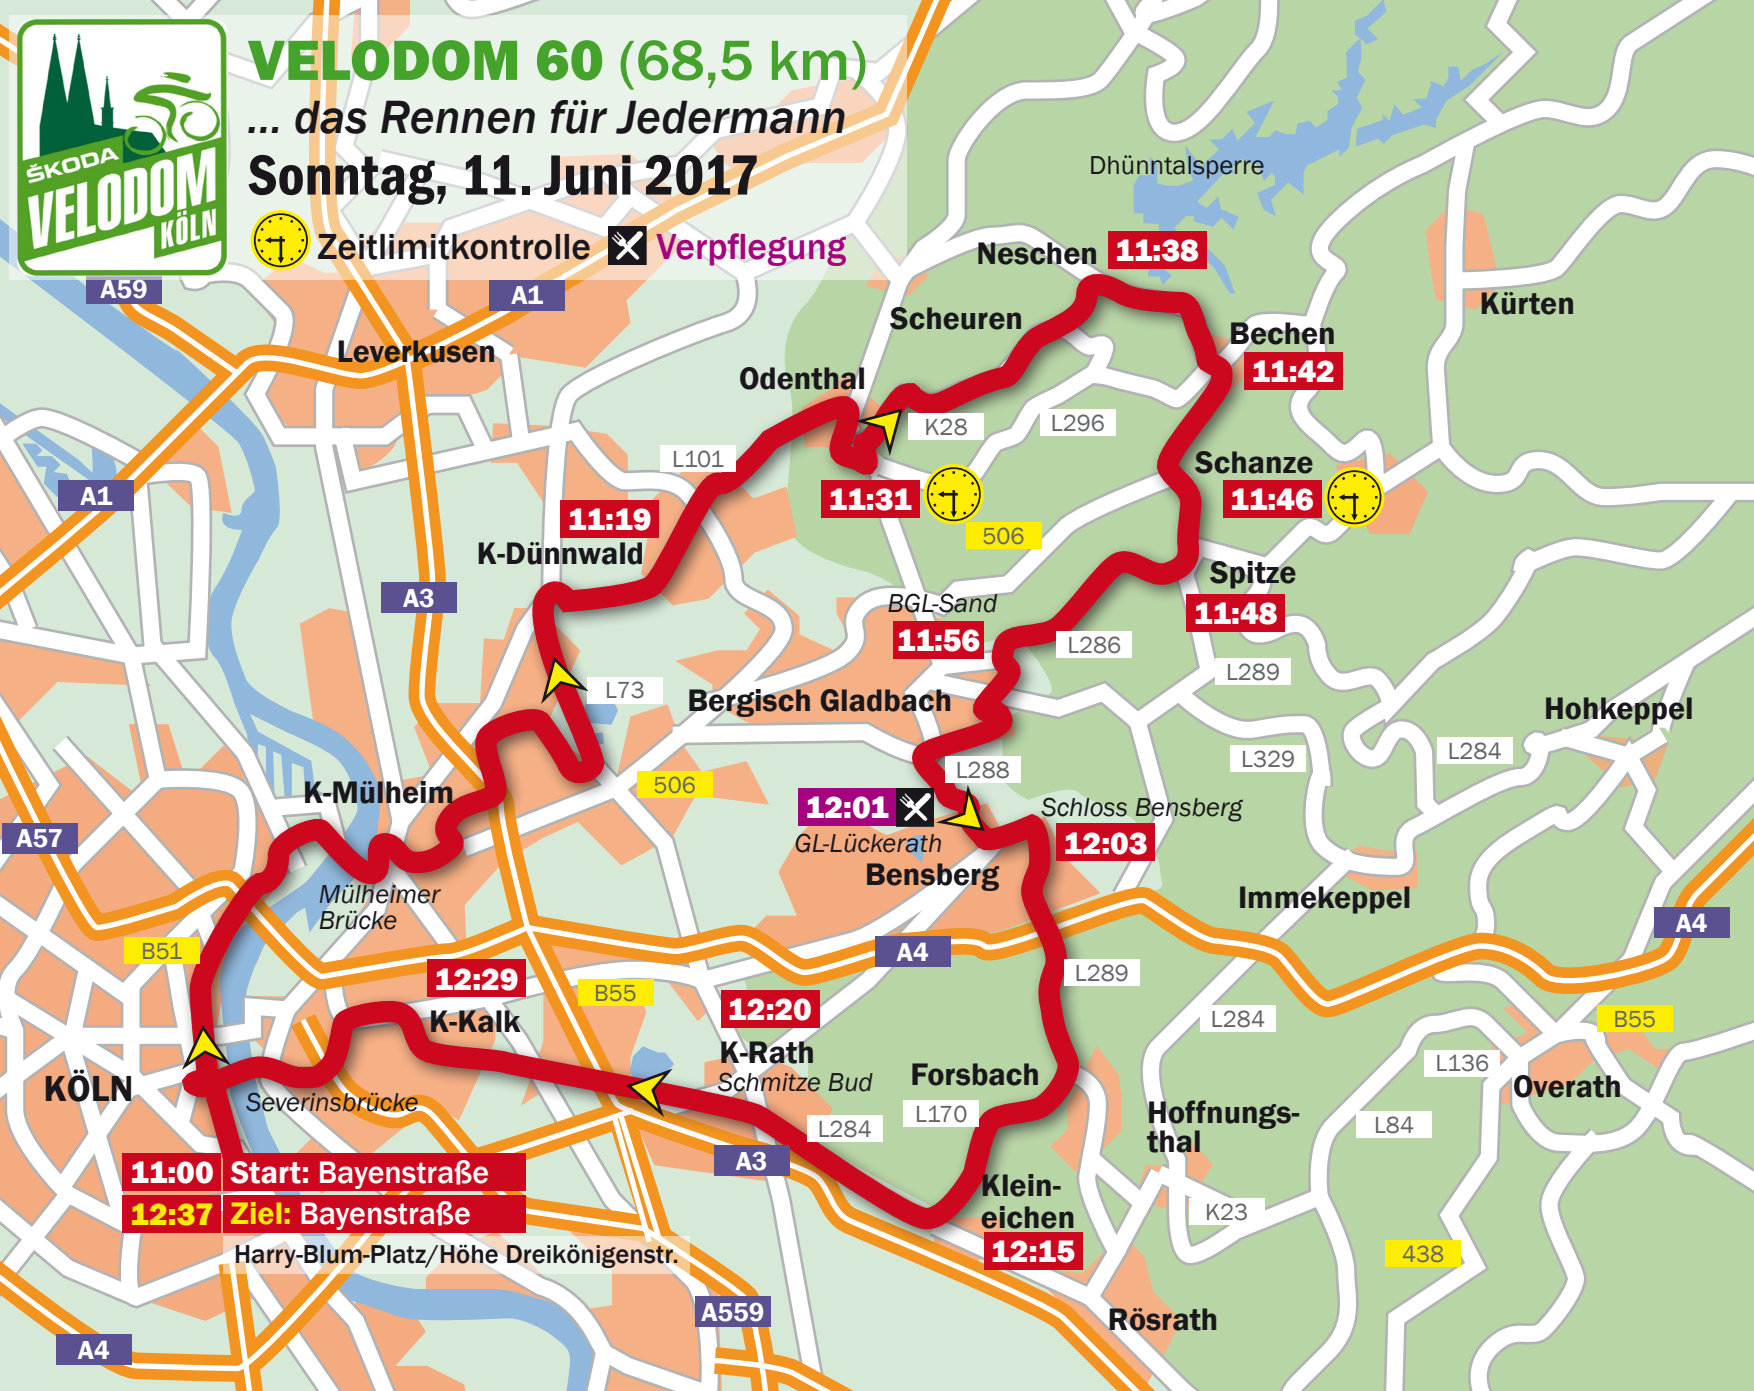 VELODOM 60 (68,5 km)
... das Rennen für Jedermann
Sonntag, 11. Juni 2017
Zeitlimitkontrolle
Verpflegung
ŠKODA
VELODOM
KÖLN
A59
A1
Leverkusen
Dhünntalsperre
Neschen
11:38
Scheuren
Kürten
Bechen
11:42
Odenthal
K28
L296
L101
A1
11:31
Schanze
11:46
11:19
K-Dünnwald
506
A3
Spitze
11:48
BGL-Sand
11:56
L286
L289
L73
Bergisch Gladbach
Hohkeppel
L329
L284
L288
506
K-Mülheim
12:01
GL-Lückerath
Schloss Bensberg
12:03
A57
Bensberg
Mülheimer
Brücke
Immekeppel
A4
B51
A4
12:29
B55
L289
K-Kalk
12:20
L284
B55
K-Rath
Schmitze Bud
Forsbach
L136
KÖLN
Severinsbrücke
Overath
L170
L284
Hoffnungs-
thal
L84
A3
11:00 Start: Bayenstraße
12:37 Ziel: Bayenstraße
Harry-Blum-Platz/Höhe Dreikönigenstr.
Klein-
eichen
12:15
K23
438
A559
Rösrath
A4